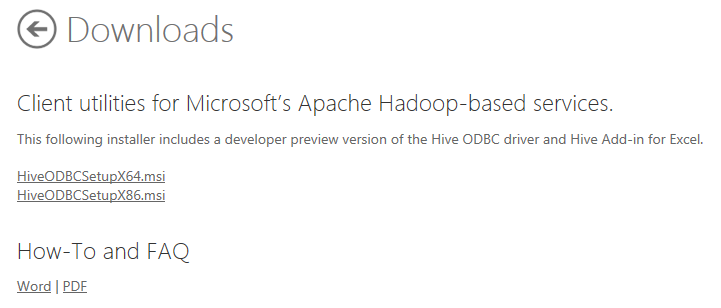 Downloads
Client utilities for Microsoft's Apache Hadoop-based services.
This following installer includes a developer preview version of the Hive ODBC driver and Hive Add-in for Excel.
HiveODBCSetupX64.msi
HiveODBCSetupX86.msi
How-To and FAQ
Word | PDF